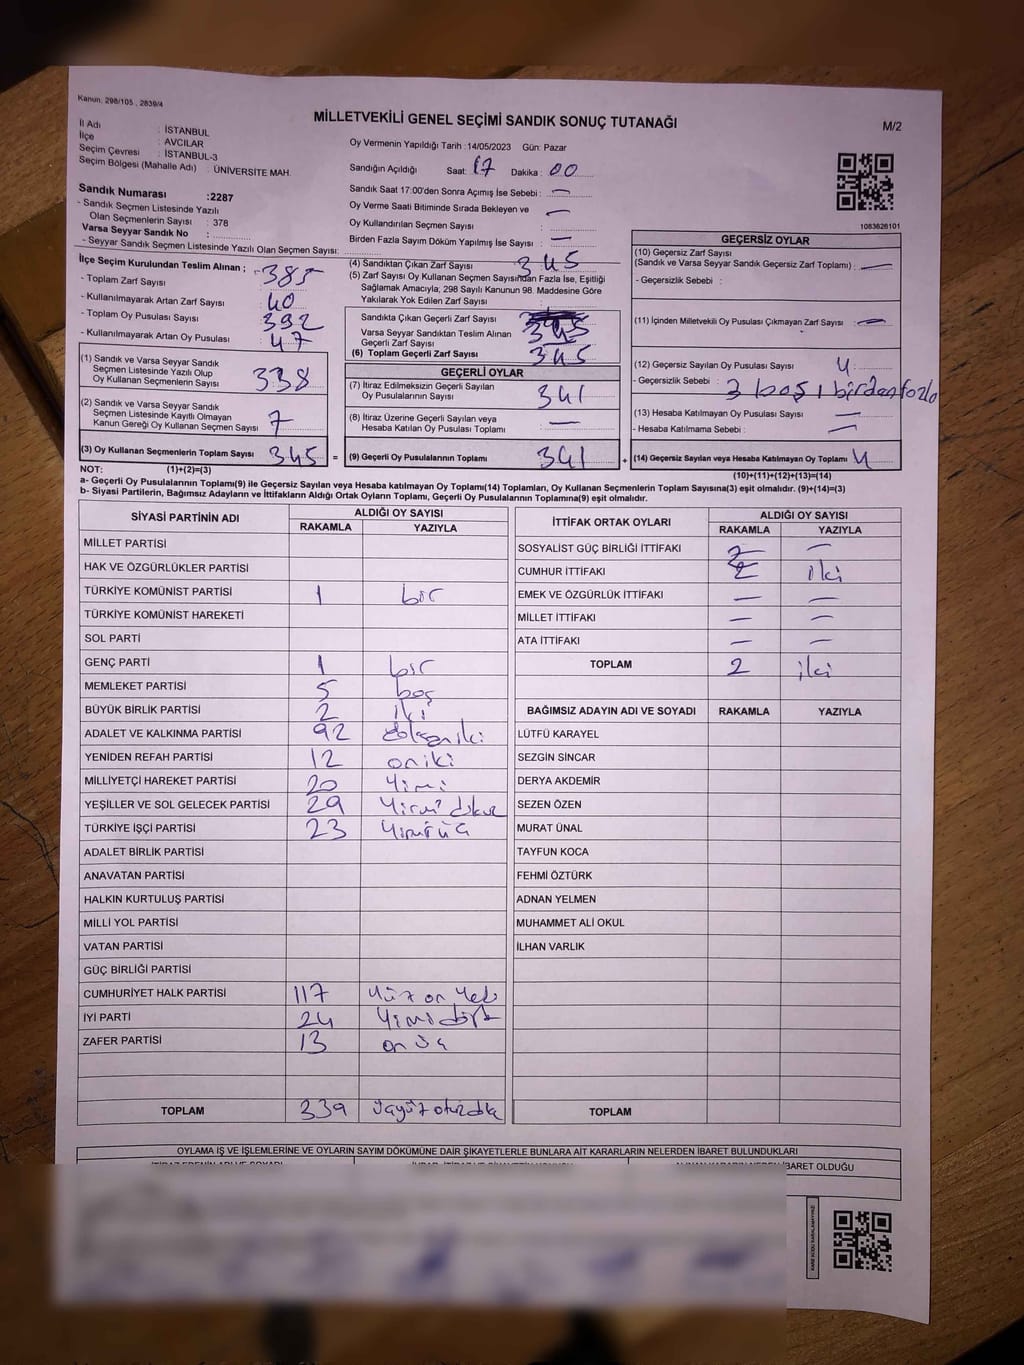 Kanun. 298/105 , 2839/4
MİLLETVEKİLİ GENEL SEÇİMİ SANDIK SONUÇ TUTANAĞI
M/2
İl Adı : İSTANBUL
İlçe : AVCILAR
Seçim Çevresi : İSTANBUL-3
Seçim Bölgesi (Mahalle Adı) : ÜNİVERSİTE MAH.
Sandık Numarası :2287
- Sandık Seçmen Listesinde Yazılı
Olan Seçmenlerin Sayısı : 378
Varsa Seyyar Sandık No :
- Seyyar Sandık Seçmen Listesinde Yazılı Olan Seçmen Sayısı:
Oy Vermenin Yapıldığı Tarih :14/05/2023 Gün: Pazar
Sandığın Açıldığı Saat: 17 Dakika : 00
Sandık Saat 17:00'den Sonra Açımış İse Sebebi : —
Oy Verme Saati Bitiminde Sırada Bekleyen ve —
Oy Kullandırılan Seçmen Sayısı :
Birden Fazla Sayım Döküm Yapılmış İse Sayısı : —
1083626101
İlçe Seçim Kurulundan Teslim Alınan ;
- Toplam Zarf Sayısı : 385
- Kullanılmayarak Artan Zarf Sayısı : 40
- Toplam Oy Pusulası Sayısı : 392
- Kullanılmayarak Artan Oy Pusulası : 47
(1) Sandık ve Varsa Seyyar Sandık
Seçmen Listesinde Yazılı Olup
Oy Kullanan Seçmenlerin Sayısı 338
(2) Sandık ve Varsa Seyyar Sandık
Seçmen Listesinde Kayıtlı Olmayan
Kanun Gereği Oy Kullanan Seçmen Sayısı 7
(3) Oy Kullanan Seçmenlerin Toplam Sayısı 345 =
(4) Sandıktan Çıkan Zarf Sayısı : 345
(5) Zarf Sayısı Oy Kullanan Seçmen Sayısından Fazla İse, Eşitliği
Sağlamak Amacıyla, 298 Sayılı Kanunun 98. Maddesine Göre
Yakılarak Yok Edilen Zarf Sayısı :
Sandıkta Çıkan Geçerli Zarf Sayısı : 345
Varsa Seyyar Sandıktan Teslim Alınan
Geçerli Zarf Sayısı :
(6) Toplam Geçerli Zarf Sayısı : 345
GEÇERLİ OYLAR
(7) İtiraz Edilmeksizin Geçerli Sayılan
Oy Pusulalarının Sayısı : 341
(8) İtiraz Üzerine Geçerli Sayılan veya
Hesaba Katılan Oy Pusulası Toplamı : —
(9) Geçerli Oy Pusulalarının Toplamı 341 +
GEÇERSİZ OYLAR
(10) Geçersiz Zarf Sayısı
(Sandık ve Varsa Seyyar Sandık Geçersiz Zarf Toplamı) : —
- Geçersizlik Sebebi :
(11) İçinden Milletvekili Oy Pusulası Çıkmayan Zarf Sayısı : —
(12) Geçersiz Sayılan Oy Pusulası Sayısı : 4
- Geçersizlik Sebebi : 3 boş 1 birden fazla
(13) Hesaba Katılmayan Oy Pusulası Sayısı : —
- Hesaba Katılmama Sebebi : —
(14) Geçersiz Sayılan veya Hesaba Katılmayan Oy Toplamı 4
NOT: (1)+(2)=(3)
(10)+(11)+(12)+(13)=(14)
a- Geçerli Oy Pusulalarının Toplamı(9) ile Geçersiz Sayılan veya Hesaba Katılmayan Oy Toplamı(14) Toplamları, Oy Kullanan Seçmenlerin Toplam Sayısına(3) eşit olmalıdır. (9)+(14)=(3)
b- Siyasi Partilerin, Bağımsız Adayların ve İttifakların Aldığı Ortak Oyların Toplamı, Geçerli Oy Pusulalarının Toplamına(9) eşit olmalıdır.
SİYASİ PARTİNİN ADI ALDIĞI OY SAYISI
RAKAMLA YAZIYLA
MİLLET PARTİSİ
HAK VE ÖZGÜRLÜKLER PARTİSİ
TÜRKİYE KOMÜNİST PARTİSİ 1 bir
TÜRKİYE KOMÜNİST HAREKETİ
SOL PARTİ
GENÇ PARTİ 1 bir
MEMLEKET PARTİSİ 5 beş
BÜYÜK BİRLİK PARTİSİ 2 iki
ADALET VE KALKINMA PARTİSİ 92
YENİDEN REFAH PARTİSİ 12 oniki
MİLLİYETÇİ HAREKET PARTİSİ 20 Yirmi
YEŞİLLER VE SOL GELECEK PARTİSİ 29 Yirmi dokuz
TÜRKİYE İŞÇİ PARTİSİ 23 Yirmi üç
ADALET BİRLİK PARTİSİ
ANAVATAN PARTİSİ
HALKIN KURTULUŞ PARTİSİ
MİLLİ YOL PARTİSİ
VATAN PARTİSİ
GÜÇ BİRLİĞİ PARTİSİ
CUMHURİYET HALK PARTİSİ 117 Yüz on Yedi
İYİ PARTİ 24 Yirmi dört
ZAFER PARTİSİ 13 on üç
TOPLAM 339 üçyüz otuz dokuz
İTTİFAK ORTAK OYLARI ALDIĞI OY SAYISI
RAKAMLA YAZIYLA
SOSYALİST GÜÇ BİRLİĞİ İTTİFAKI —
CUMHUR İTTİFAKI 2 iki
EMEK VE ÖZGÜRLÜK İTTİFAKI — —
MİLLET İTTİFAKI — —
ATA İTTİFAKI — —
TOPLAM 2 iki
BAĞIMSIZ ADAYIN ADI VE SOYADI RAKAMLA YAZIYLA
LÜTFÜ KARAYEL
SEZGİN SİNCAR
DERYA AKDEMİR
SEZEN ÖZEN
MURAT ÜNAL
TAYFUN KOCA
FEHMİ ÖZTÜRK
ADNAN YELMEN
MUHAMMET ALİ OKUL
İLHAN VARLIK
TOPLAM
OYLAMA İŞ VE İŞLEMLERİNE VE OYLARIN SAYIM DÖKÜMÜNE DAİR ŞİKAYETLERLE BUNLARA AİT KARARLARIN NELERDEN İBARET BULUNDUKLARI
İBARET OLDUĞU